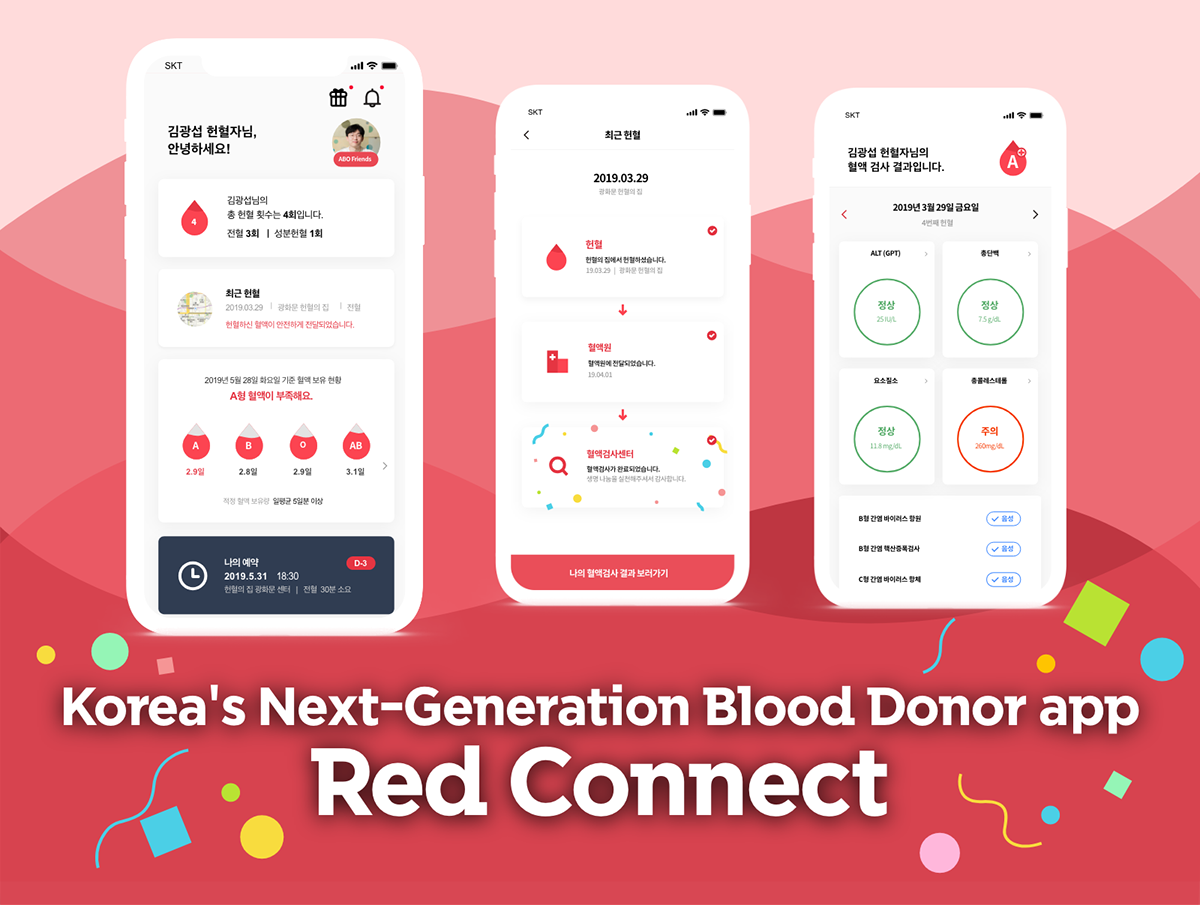 SKT
김광섭 헌혈자님,
안녕하세요!
ABO Friends
4
김광섭님의
총 헌혈 횟수는 4회입니다.
전혈 3회 | 성분헌혈 1회
최근 헌혈
2019.03.29 | 광화문 헌혈의 집 | 전혈
헌혈하신 혈액이 안전하게 전달되었습니다.
2019년 5월 28일 화요일 기준 혈액 보유 현황
A형 혈액이 부족해요.
A B O AB
2.9일 2.8일 2.9일 3.1일
적정 혈액 보유량 일평균 5일분 이상
나의 예약 D-3
2019.5.31 18:30
헌혈의 집 광화문 센터 | 전혈 30분 소요
SKT
최근 헌혈
2019.03.29
광화문 헌혈의 집
헌혈
헌혈의 집에서 헌혈하셨습니다.
19.03.29 | 광화문 헌혈의 집
혈액원
혈액원에 전달되었습니다.
19.04.01
혈액검사센터
혈액검사가 완료되었습니다.
생명 나눔을 실천해주셔서 감사합니다.
나의 혈액검사 결과 보러가기
SKT
김광섭 헌혈자님의
혈액 검사 결과입니다.
A
2019년 3월 29일 금요일
4번째 헌혈
ALT (GPT) 총단백
정상 정상
25 IU/L 7.5 g/dL
요소질소 총콜레스테롤
정상 주의
11.8 mg/dL 260mg/dL
B형 간염 바이러스 항원 음성
B형 간염 핵산증폭검사 음성
C형 간염 바이러스 항체 음성
Korea's Next-Generation Blood Donor app
Red Connect